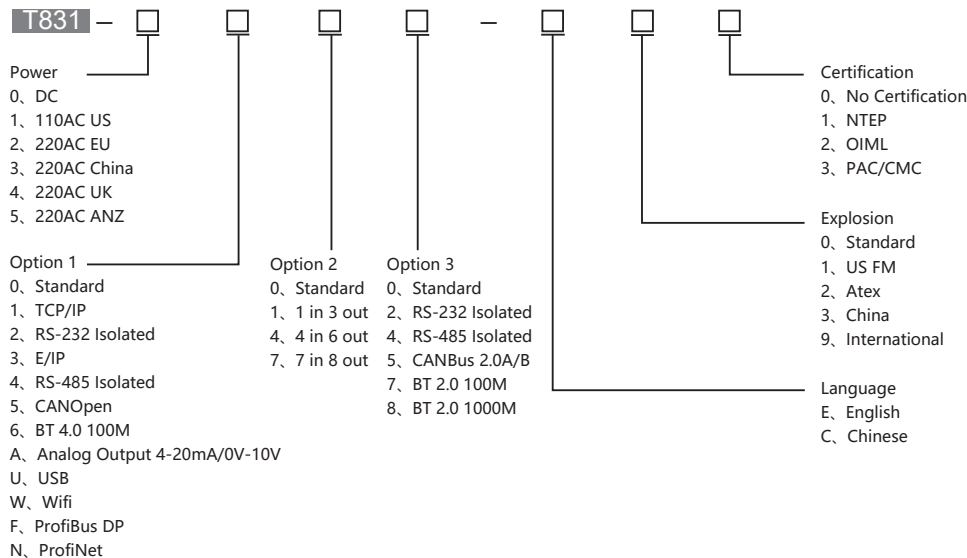 T831 –  –
Power
0、DC
1、110AC US
2、220AC EU
3、220AC China
4、220AC UK
5、220AC ANZ
Option 1
0、Standard
1、TCP/IP
2、RS-232 Isolated
3、E/IP
4、RS-485 Isolated
5、CANOpen
6、BT 4.0 100M
A、Analog Output 4-20mA/0V-10V
U、USB
W、Wifi
F、ProfiBus DP
N、ProfiNet
Option 2
0、Standard
1、1 in 3 out
4、4 in 6 out
7、7 in 8 out
Option 3
0、Standard
2、RS-232 Isolated
4、RS-485 Isolated
5、CANBus 2.0A/B
7、BT 2.0 100M
8、BT 2.0 1000M
Certification
0、No Certification
1、NTEP
2、OIML
3、PAC/CMC
Explosion
0、Standard
1、US FM
2、Atex
3、China
9、International
Language
E、English
C、Chinese